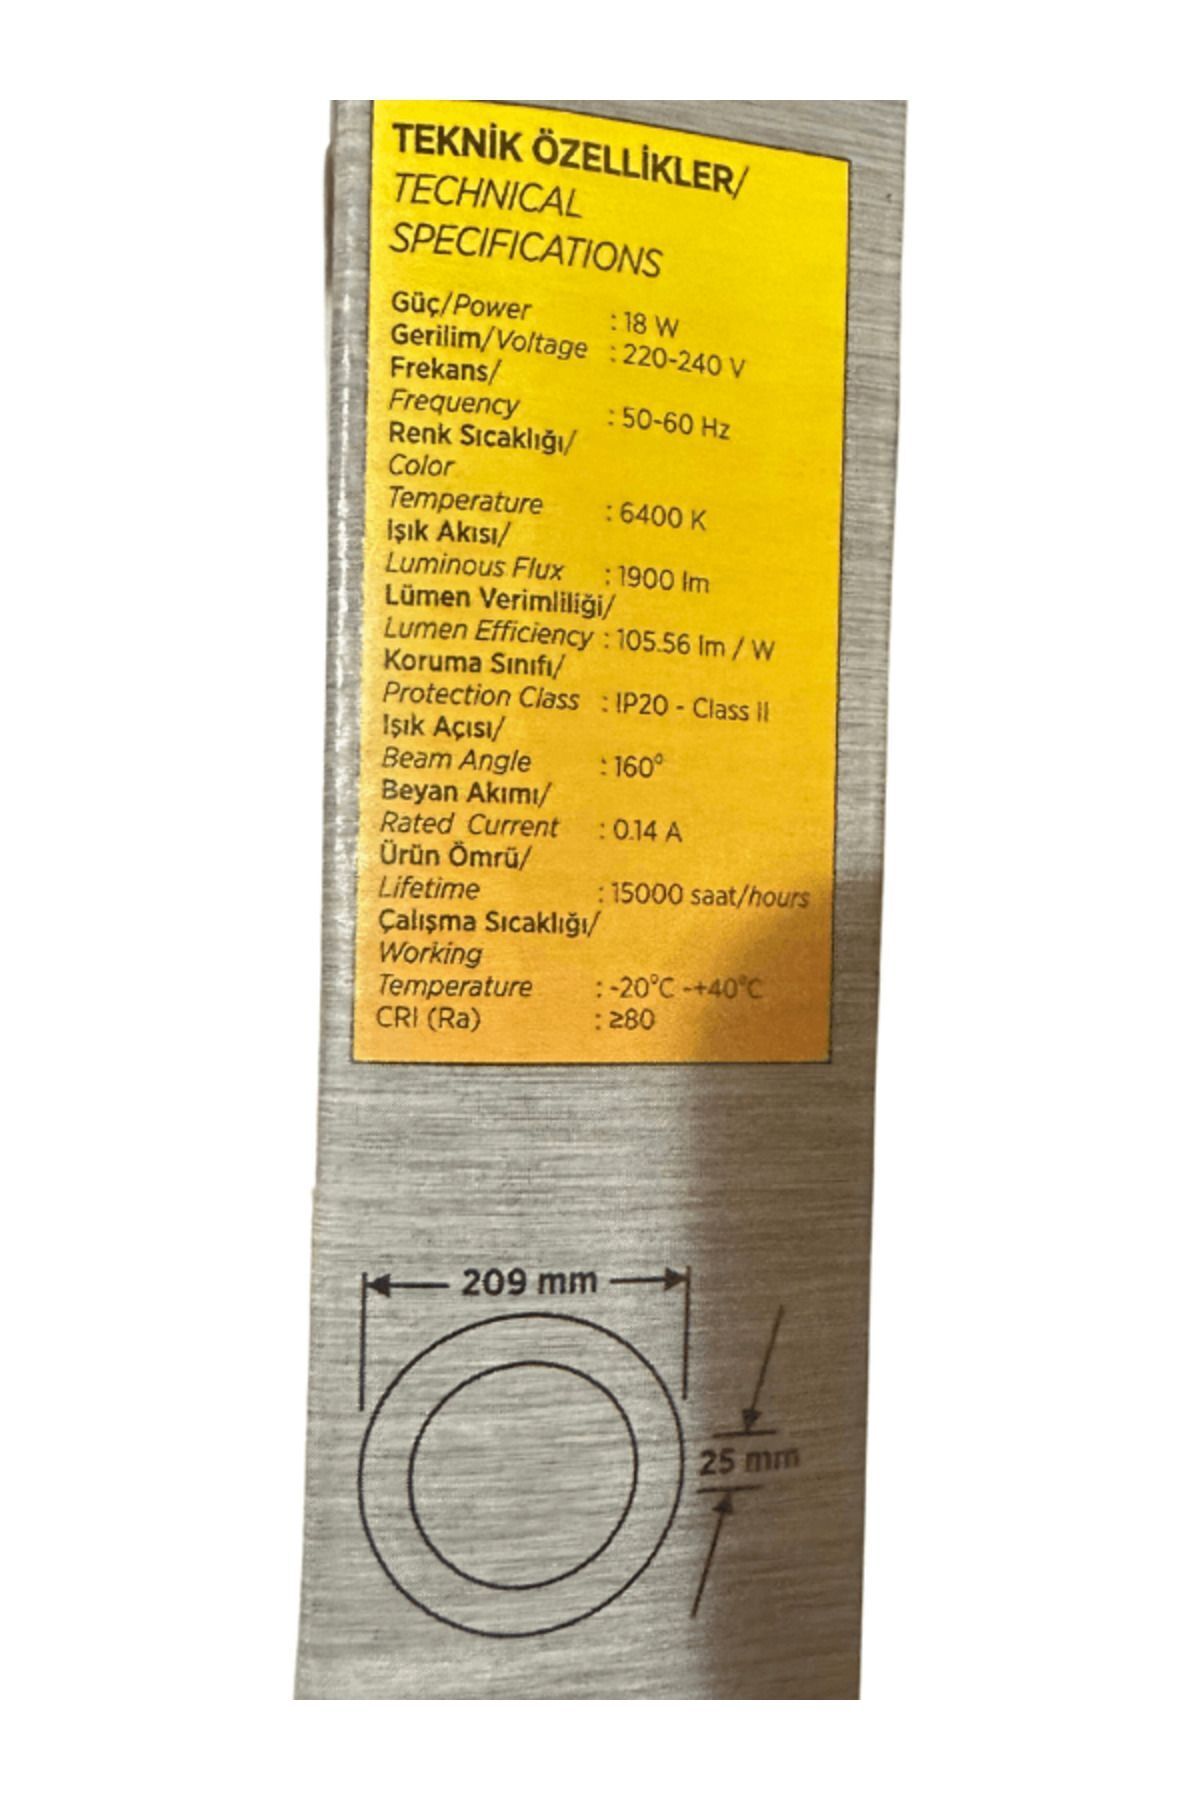 TEKNİK ÖZELLİKLER/
TECHNICAL
SPECIFICATIONS
Güç/Power : 18 W
Gerilim/Voltage : 220-240 V
Frekans/
Frequency : 50-60 Hz
Renk Sıcaklığı/
Color
Temperature : 6400 K
Işık Akısı/
Luminous Flux : 1900 lm
Lümen Verimliliği/
Lumen Efficiency : 105.56 lm / W
Koruma Sınıfı/
Protection Class : IP20 - Class II
Işık Açısı/
Beam Angle : 160°
Beyan Akımı/
Rated Current : 0.14 A
Ürün Ömrü/
Lifetime : 15000 saat/hours
Çalışma Sıcaklığı/
Working
Temperature : -20°C -+40°C
CRI (Ra) : ≥80
209 mm
25 mm